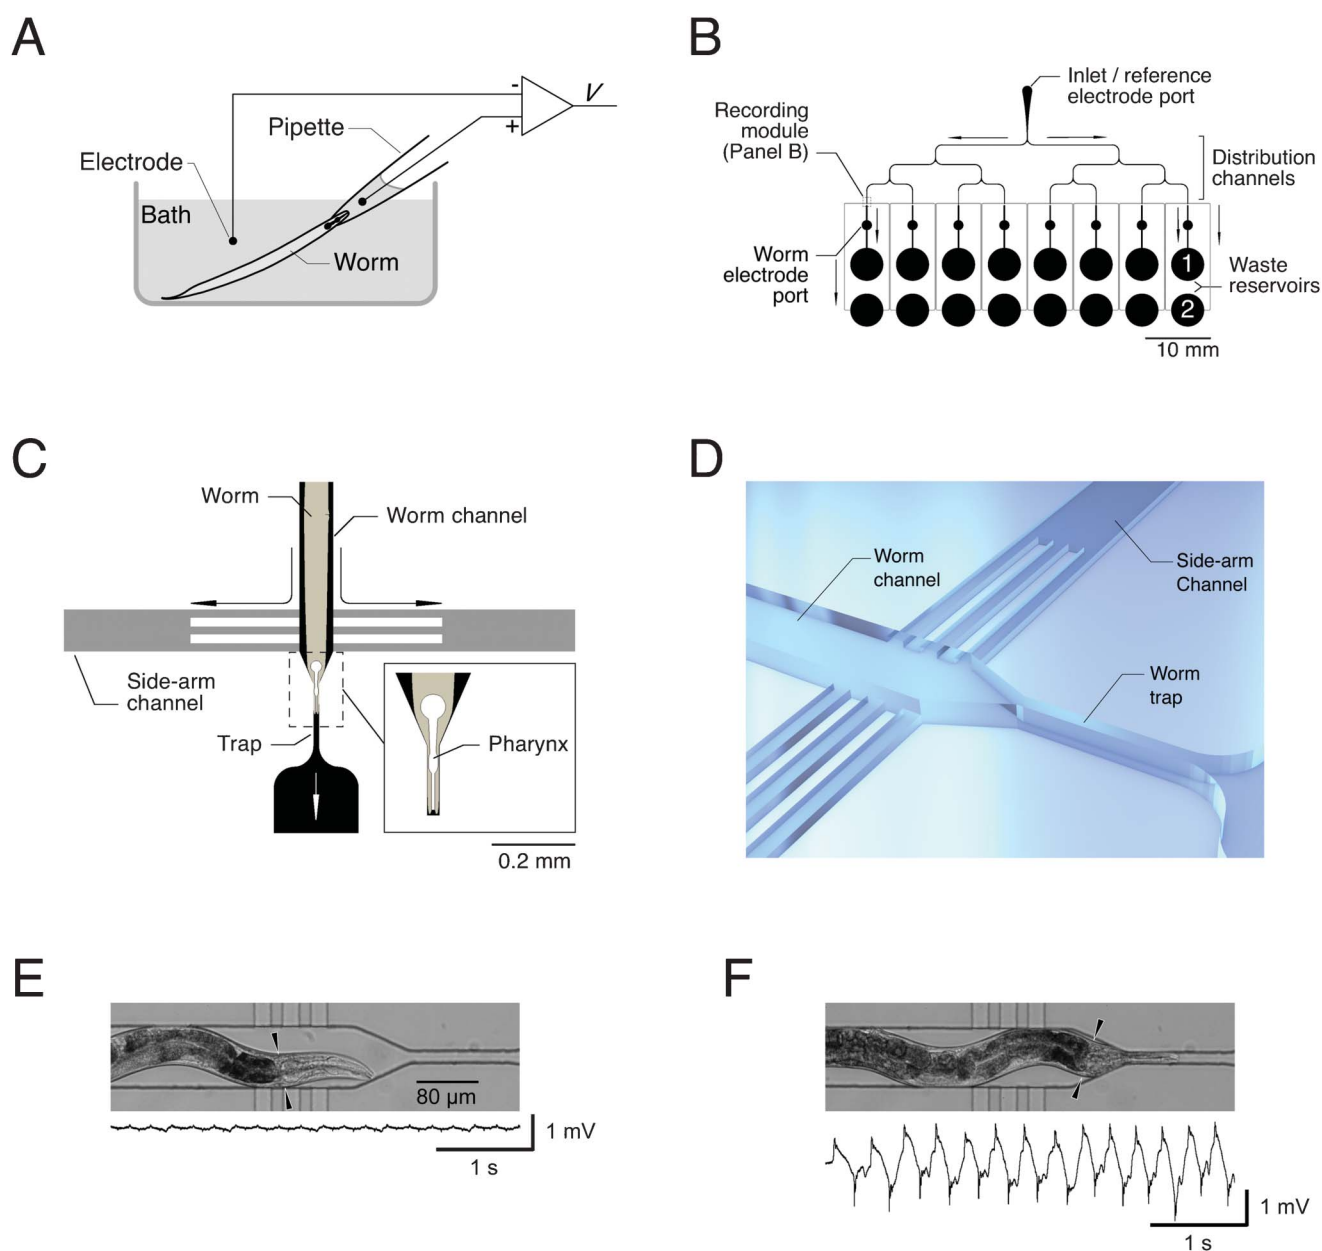 A
-
+
V
Pipette
Electrode
Bath
Worm
B
Inlet / reference
electrode port
Recording
module
(Panel B)
Distribution
channels
Worm
electrode
port
1
2
Waste
reservoirs
10 mm
C
Worm
Worm channel
Side-arm
channel
Trap
Pharynx
0.2 mm
D
Worm
channel
Side-arm
Channel
Worm
trap
E
80 µm
1 mV
1 s
F
1 mV
1 s